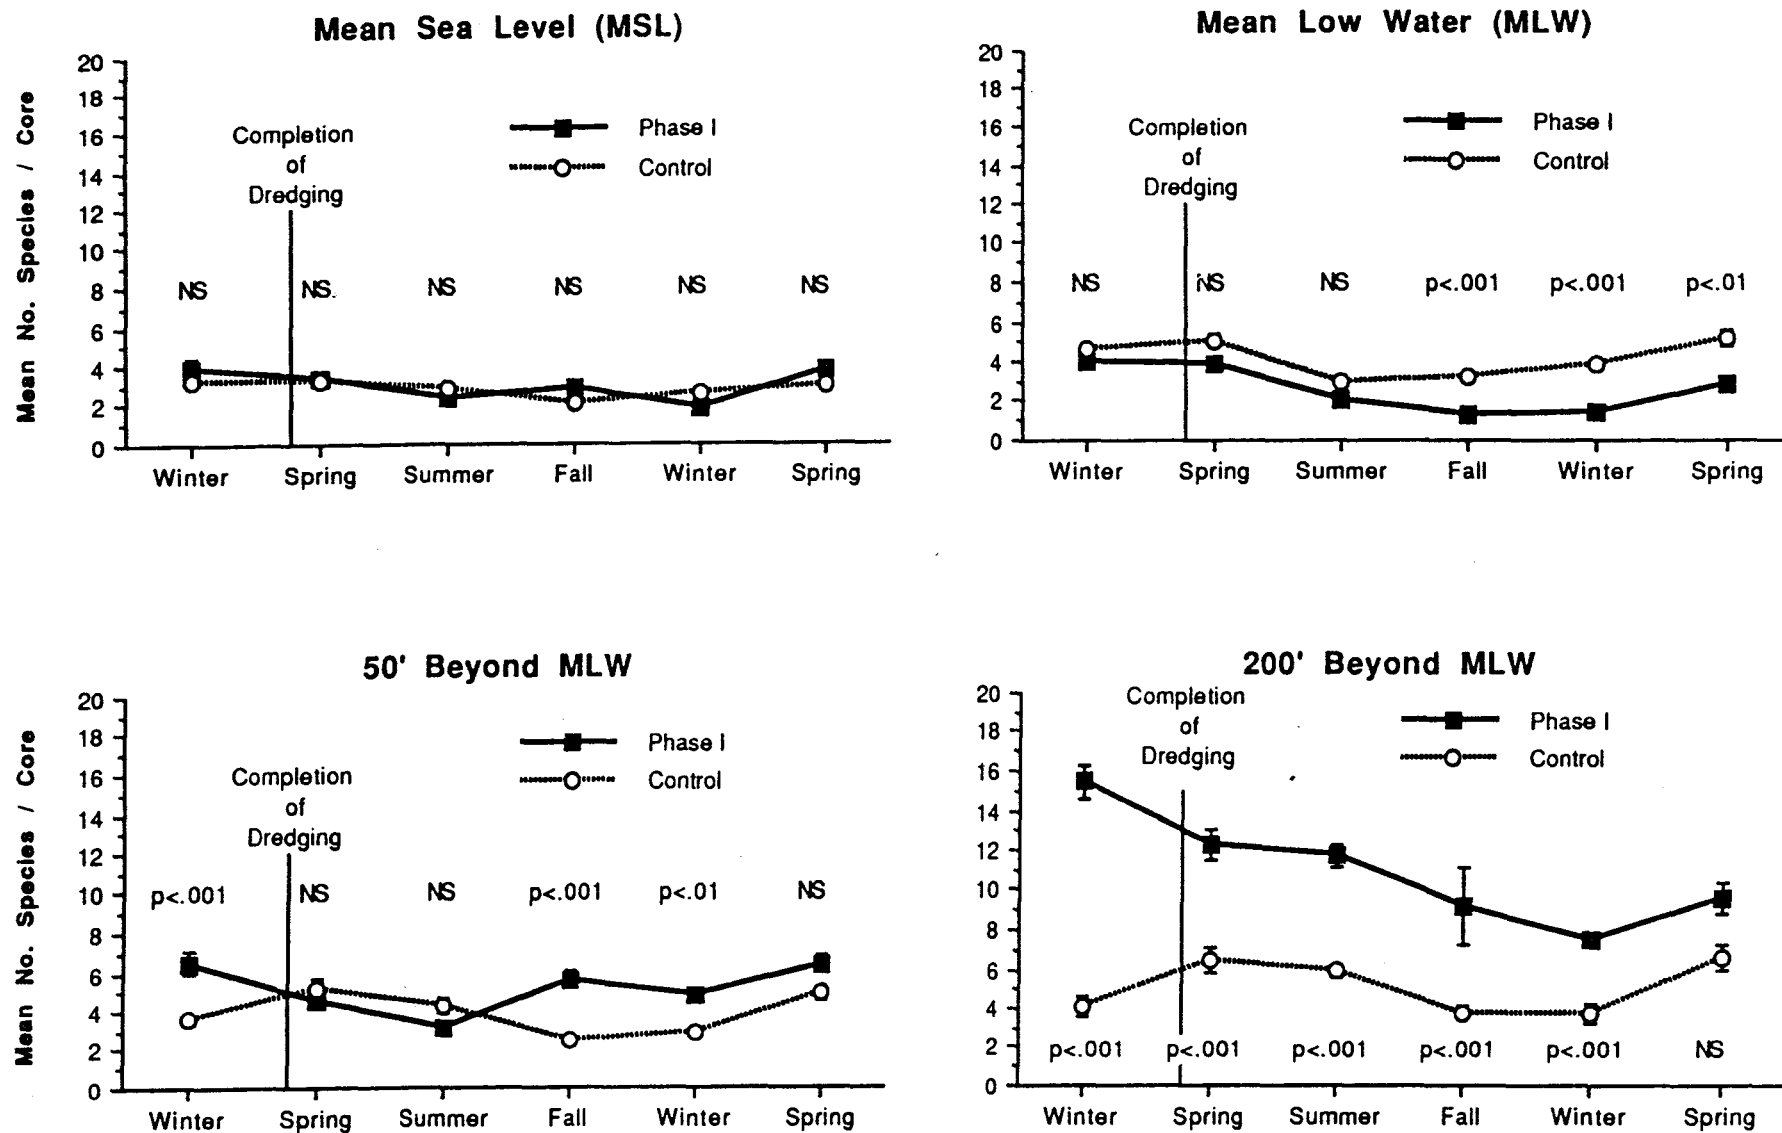 Mean Sea Level (MSL)
Mean No. Species / Core
20
18
16
14
12
10
8
6
4
2
0
Completion
of
Dredging
Phase I
Control
NS NS NS NS NS NS
Winter Spring Summer Fall Winter Spring
Mean Low Water (MLW)
20
18
16
14
12
10
8
6
4
2
0
Completion
of
Dredging
Phase I
Control
NS NS NS p<.001 p<.001 p<.01
Winter Spring Summer Fall Winter Spring
50' Beyond MLW
Mean No. Species / Core
20
18
16
14
12
10
8
6
4
2
0
Completion
of
Dredging
Phase I
Control
p<.001 NS NS p<.001 p<.01 NS
Winter Spring Summer Fall Winter Spring
200' Beyond MLW
20
18
16
14
12
10
8
6
4
2
0
Completion
of
Dredging
Phase I
Control
p<.001 p<.001 p<.001 p<.001 p<.001 NS
Winter Spring Summer Fall Winter Spring